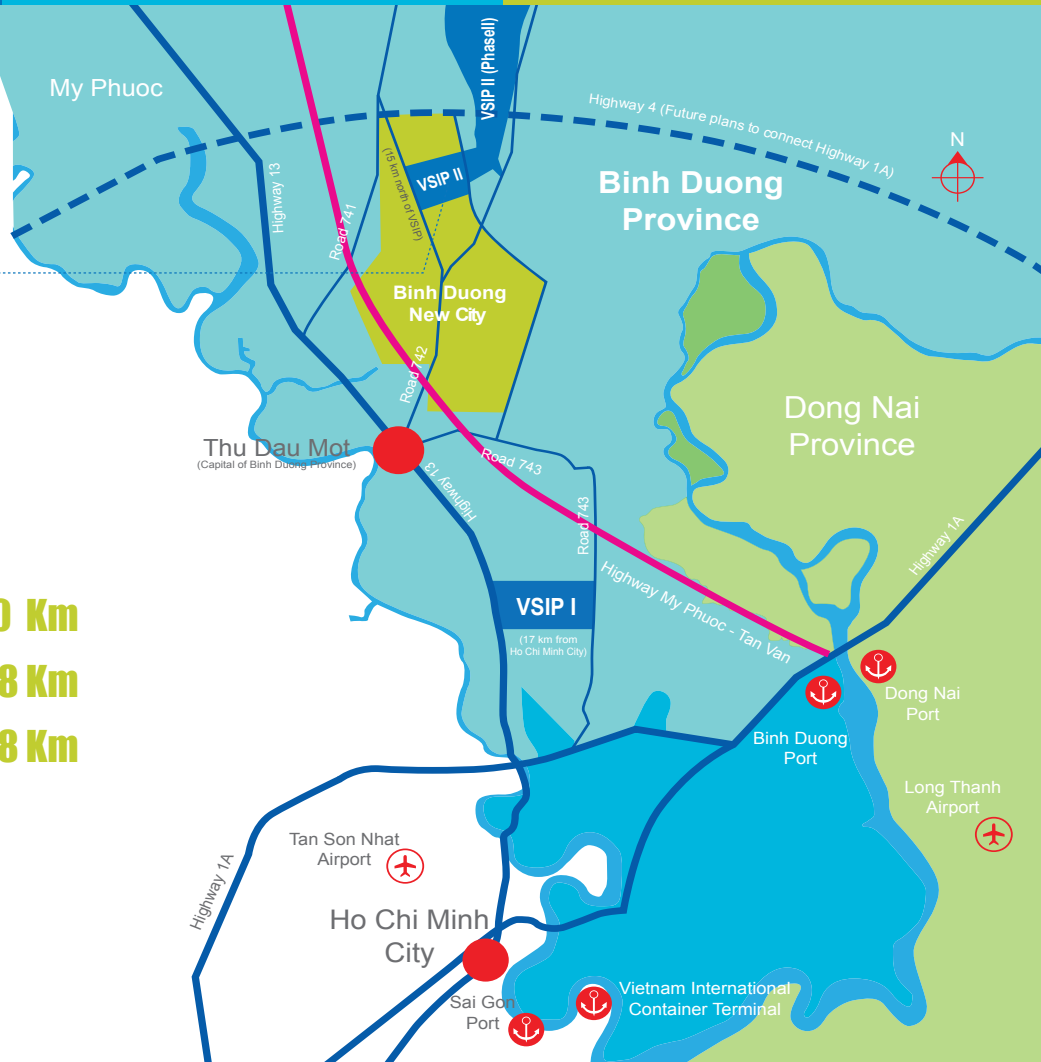 My Phuoc
VSIP II (PhaseII)
Highway 4 (Future plans to connect Highway 1A)
N
Highway 13
Road 741
(15 km north of VSIP)
VSIP II
Binh Duong
Province
Binh Duong
New City
Road 742
Dong Nai
Province
Thu Dau Mot
(Capital of Binh Duong Province)
Highway 13
Road 743
Road 743
Highway 1A
VSIP I
(17 km from
Ho Chi Minh City)
Highway My Phuoc - Tan Van
Km
8 Km
8 Km
Dong Nai
Port
Binh Duong
Port
Long Thanh
Airport
Tan Son Nhat
Airport
Highway 1A
Ho Chi Minh
City
Sai Gon
Port
Vietnam International
Container Terminal